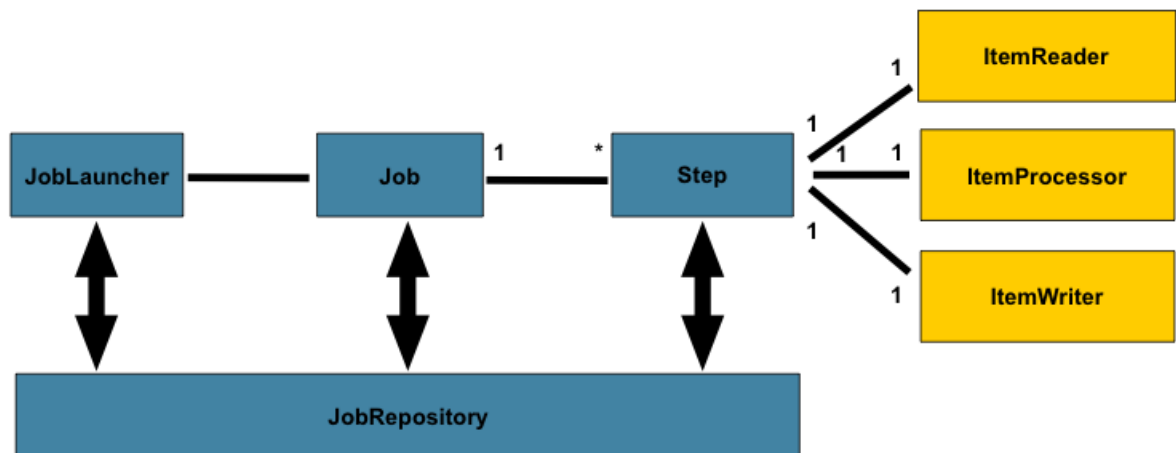 ItemReader
1
1
1
*
1
1
JobLauncher
Job
Step
ItemProcessor
1
1
ItemWriter
JobRepository